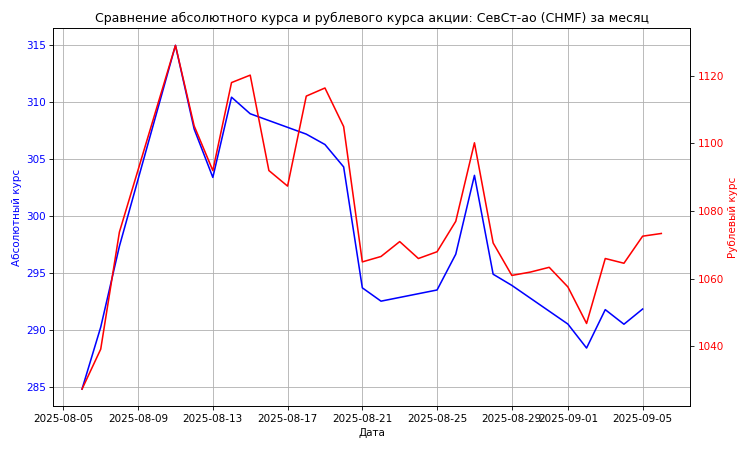 Сравнение абсолютного курса и рублевого курса акции: СевСт-ао (CHMF) за месяц
315
310
305
300
295
290
285
Абсолютный курс
1120
1100
1080
1060
1040
Рублевый курс
2025-08-05 2025-08-09 2025-08-13 2025-08-17 2025-08-21 2025-08-25 2025-08-29 2025-09-01 2025-09-05
Дата